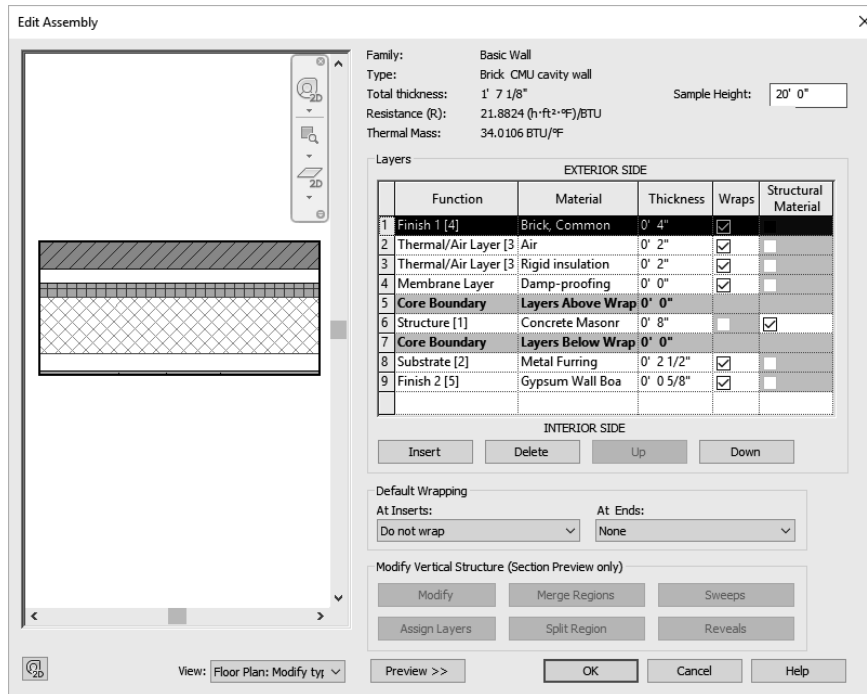 Edit Assembly
Family: Basic Wall
Type: Brick CMU cavity wall
Total thickness: 1' 7 1/8" Sample Height: 20' 0"
Resistance (R): 21.8824 (h·ft²·ºF)/BTU
Thermal Mass: 34.0106 BTU/ºF
Layers
EXTERIOR SIDE
Function Material Thickness Wraps Structural Material
1 Finish 1 [4] Brick, Common 0' 4"
2 Thermal/Air Layer [3 Air 0' 2"
3 Thermal/Air Layer [3 Rigid insulation 0' 2"
4 Membrane Layer Damp-proofing 0' 0"
5 Core Boundary Layers Above Wrap 0' 0"
6 Structure [1] Concrete Masonr 0' 8"
7 Core Boundary Layers Below Wrap 0' 0"
8 Substrate [2] Metal Furring 0' 2 1/2"
9 Finish 2 [5] Gypsum Wall Boa 0' 0 5/8"
INTERIOR SIDE
Insert Delete Up Down
Default Wrapping
At Inserts: At Ends:
Do not wrap None
Modify Vertical Structure (Section Preview only)
Modify Merge Regions Sweeps
Assign Layers Split Region Reveals
2D
2D
2D View: Floor Plan: Modify typ Preview >> OK Cancel Help